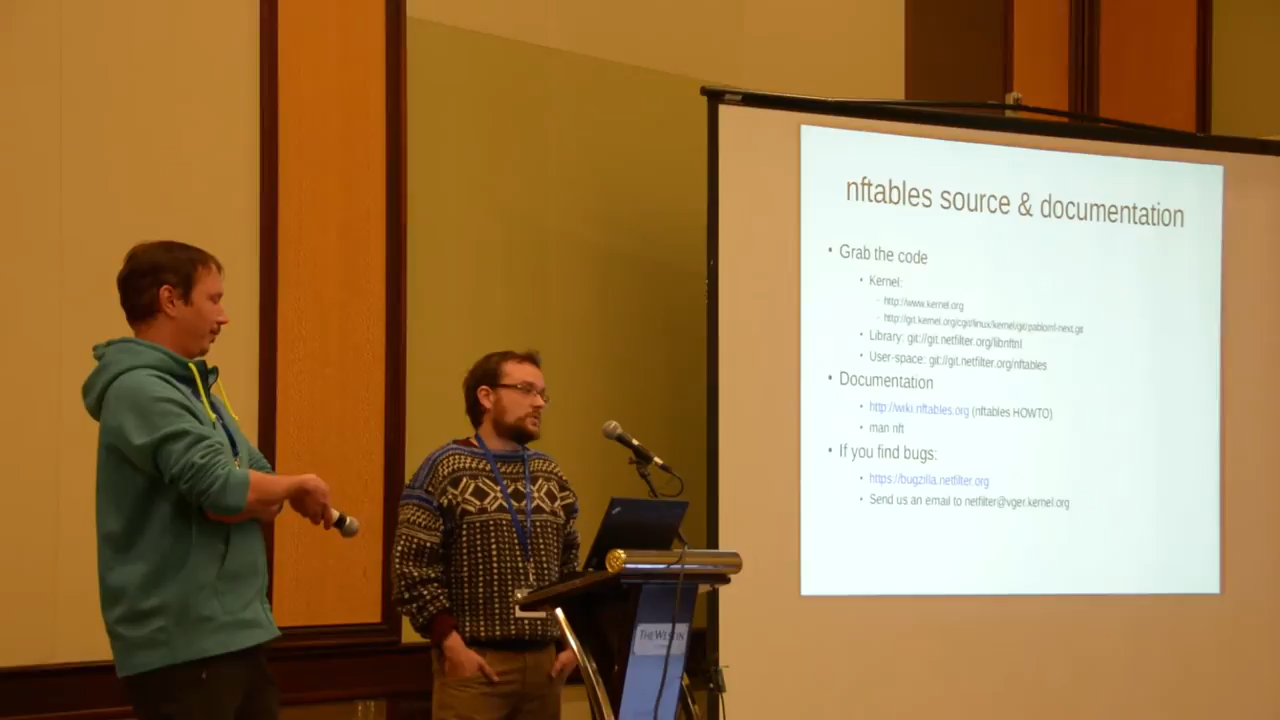 nftables source & documentation
• Grab the code
• Kernel:
– http://www.kernel.org
– http://git.kernel.org/cgit/linux/kernel/git/pablo/nf-next.git
• Library: git://git.netfilter.org/libnftnl
• User-space: git://git.netfilter.org/nftables
• Documentation
• http://wiki.nftables.org (nftables HOWTO)
• man nft
• If you find bugs:
• https://bugzilla.netfilter.org
• Send us an email to netfilter@vger.kernel.org
THE WESTIN